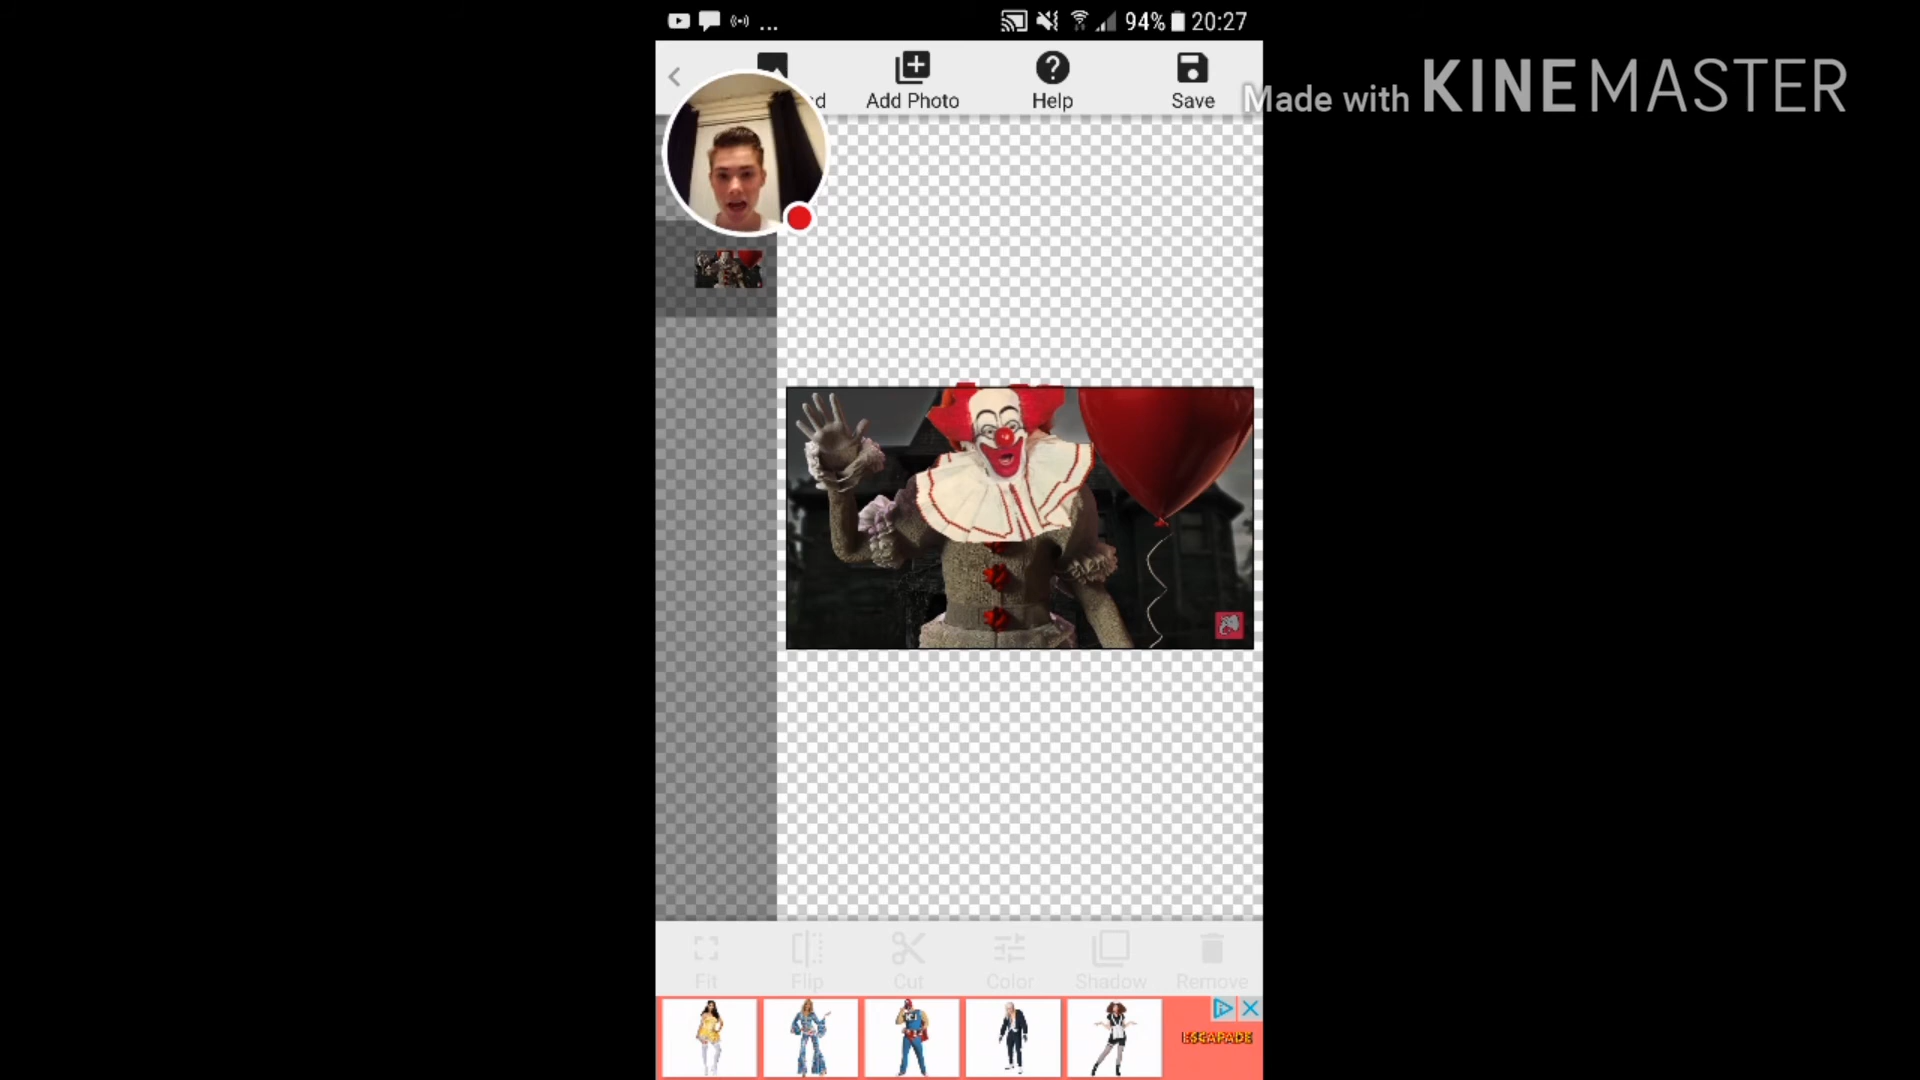 ... 94% 20:27
d Add Photo Help Save
Made with KINEMASTER
Fit Flip Cut Color Shadow Remove
ESCAPADE